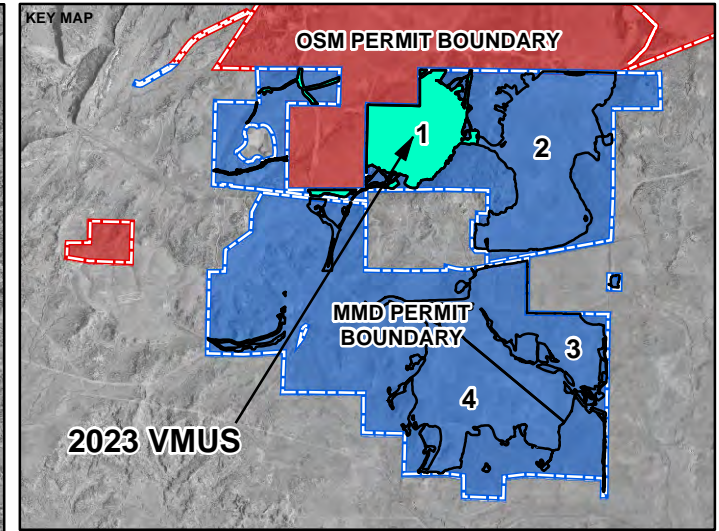 KEY MAP
OSM PERMIT BOUNDARY
1
2
MMD PERMIT
BOUNDARY
3
4
2023 VMUS